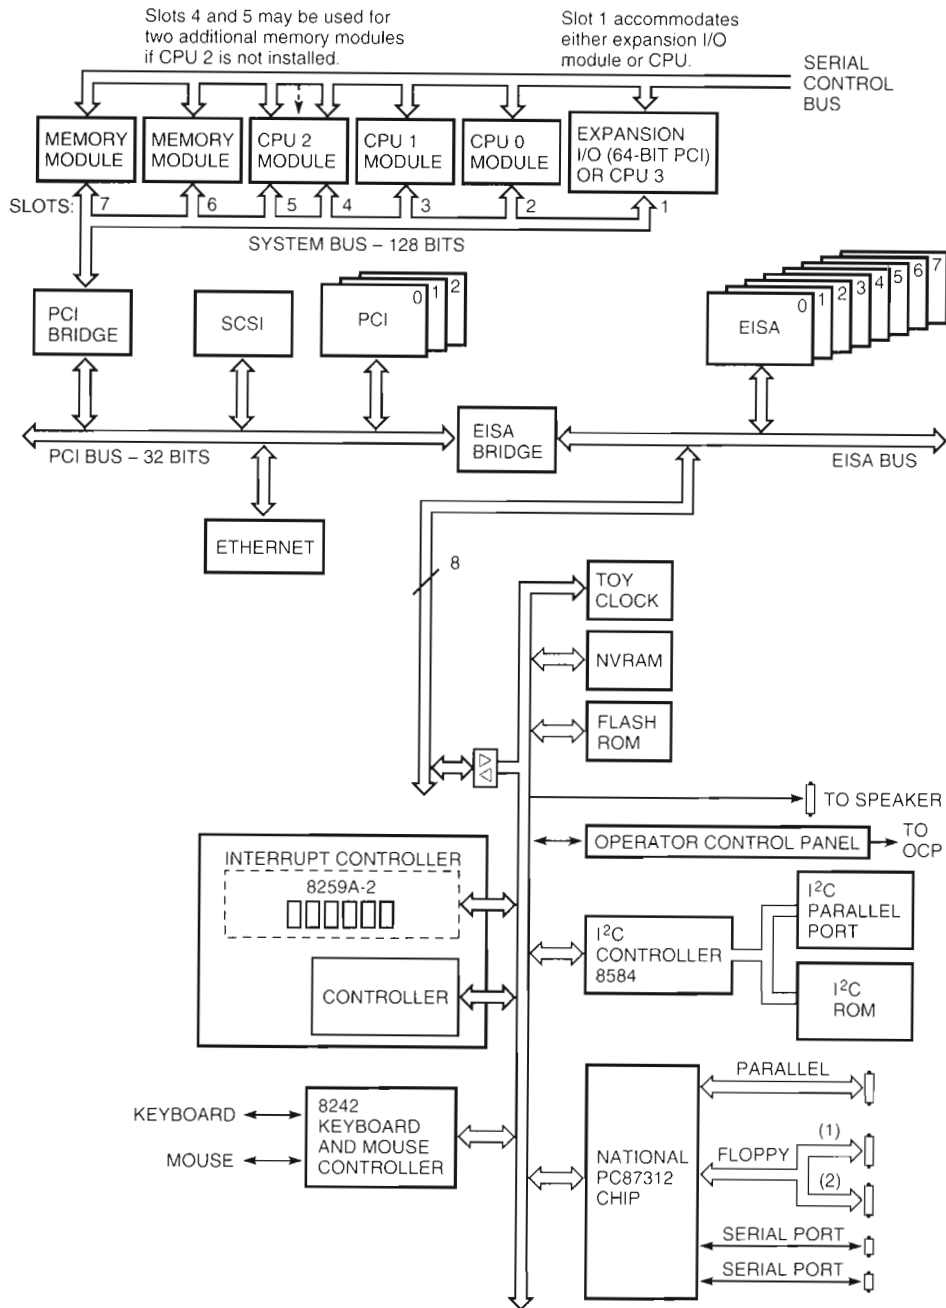 Slots 4 and 5 may be used for
two additional memory modules
if CPU 2 is not installed.
Slot 1 accommodates
either expansion I/O
module or CPU.
SERIAL
CONTROL
BUS
MEMORY
MODULE
MEMORY
MODULE
CPU 2
MODULE
CPU 1
MODULE
CPU 0
MODULE
EXPANSION
I/O (64-BIT PCI)
OR CPU 3
SLOTS: 7 6 5 4 3 2 1
SYSTEM BUS – 128 BITS
PCI
BRIDGE
SCSI
PCI
0 1 2
EISA
0 1 2 3 4 5 6 7
PCI BUS – 32 BITS
EISA
BRIDGE
EISA BUS
ETHERNET
8
TOY
CLOCK
NVRAM
FLASH
ROM
TO SPEAKER
OPERATOR CONTROL PANEL
TO
OCP
INTERRUPT CONTROLLER
8259A-2
CONTROLLER
I²C
CONTROLLER
8584
I²C
PARALLEL
PORT
I²C
ROM
KEYBOARD
MOUSE
8242
KEYBOARD
AND MOUSE
CONTROLLER
NATIONAL
PC87312
CHIP
PARALLEL
FLOPPY
(1)
(2)
SERIAL PORT
SERIAL PORT